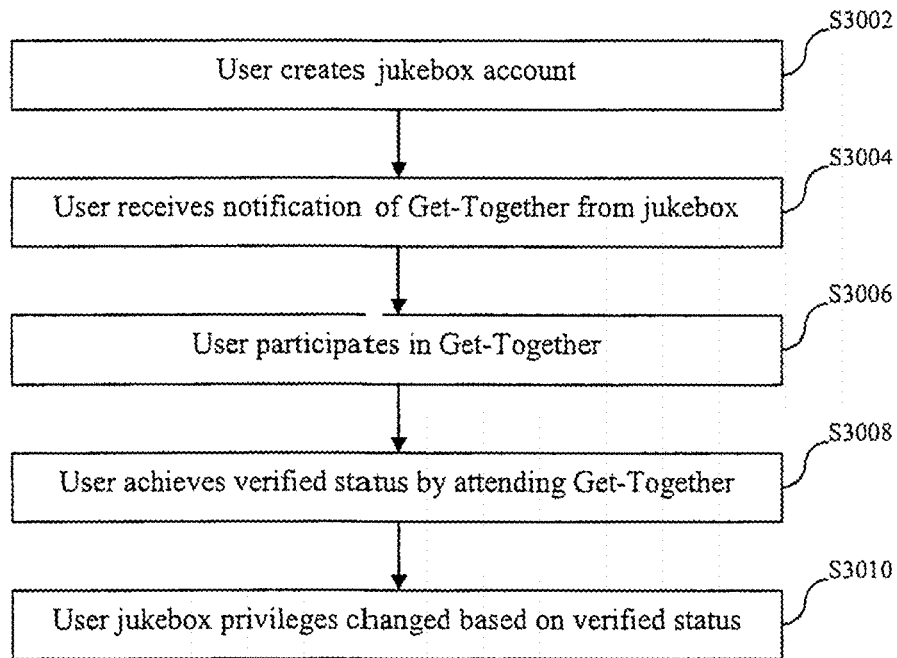 S3002
User creates jukebox account
S3004
User receives notification of Get-Together from jukebox
S3006
User participates in Get-Together
S3008
User achieves verified status by attending Get-Together
S3010
User jukebox privileges changed based on verified status